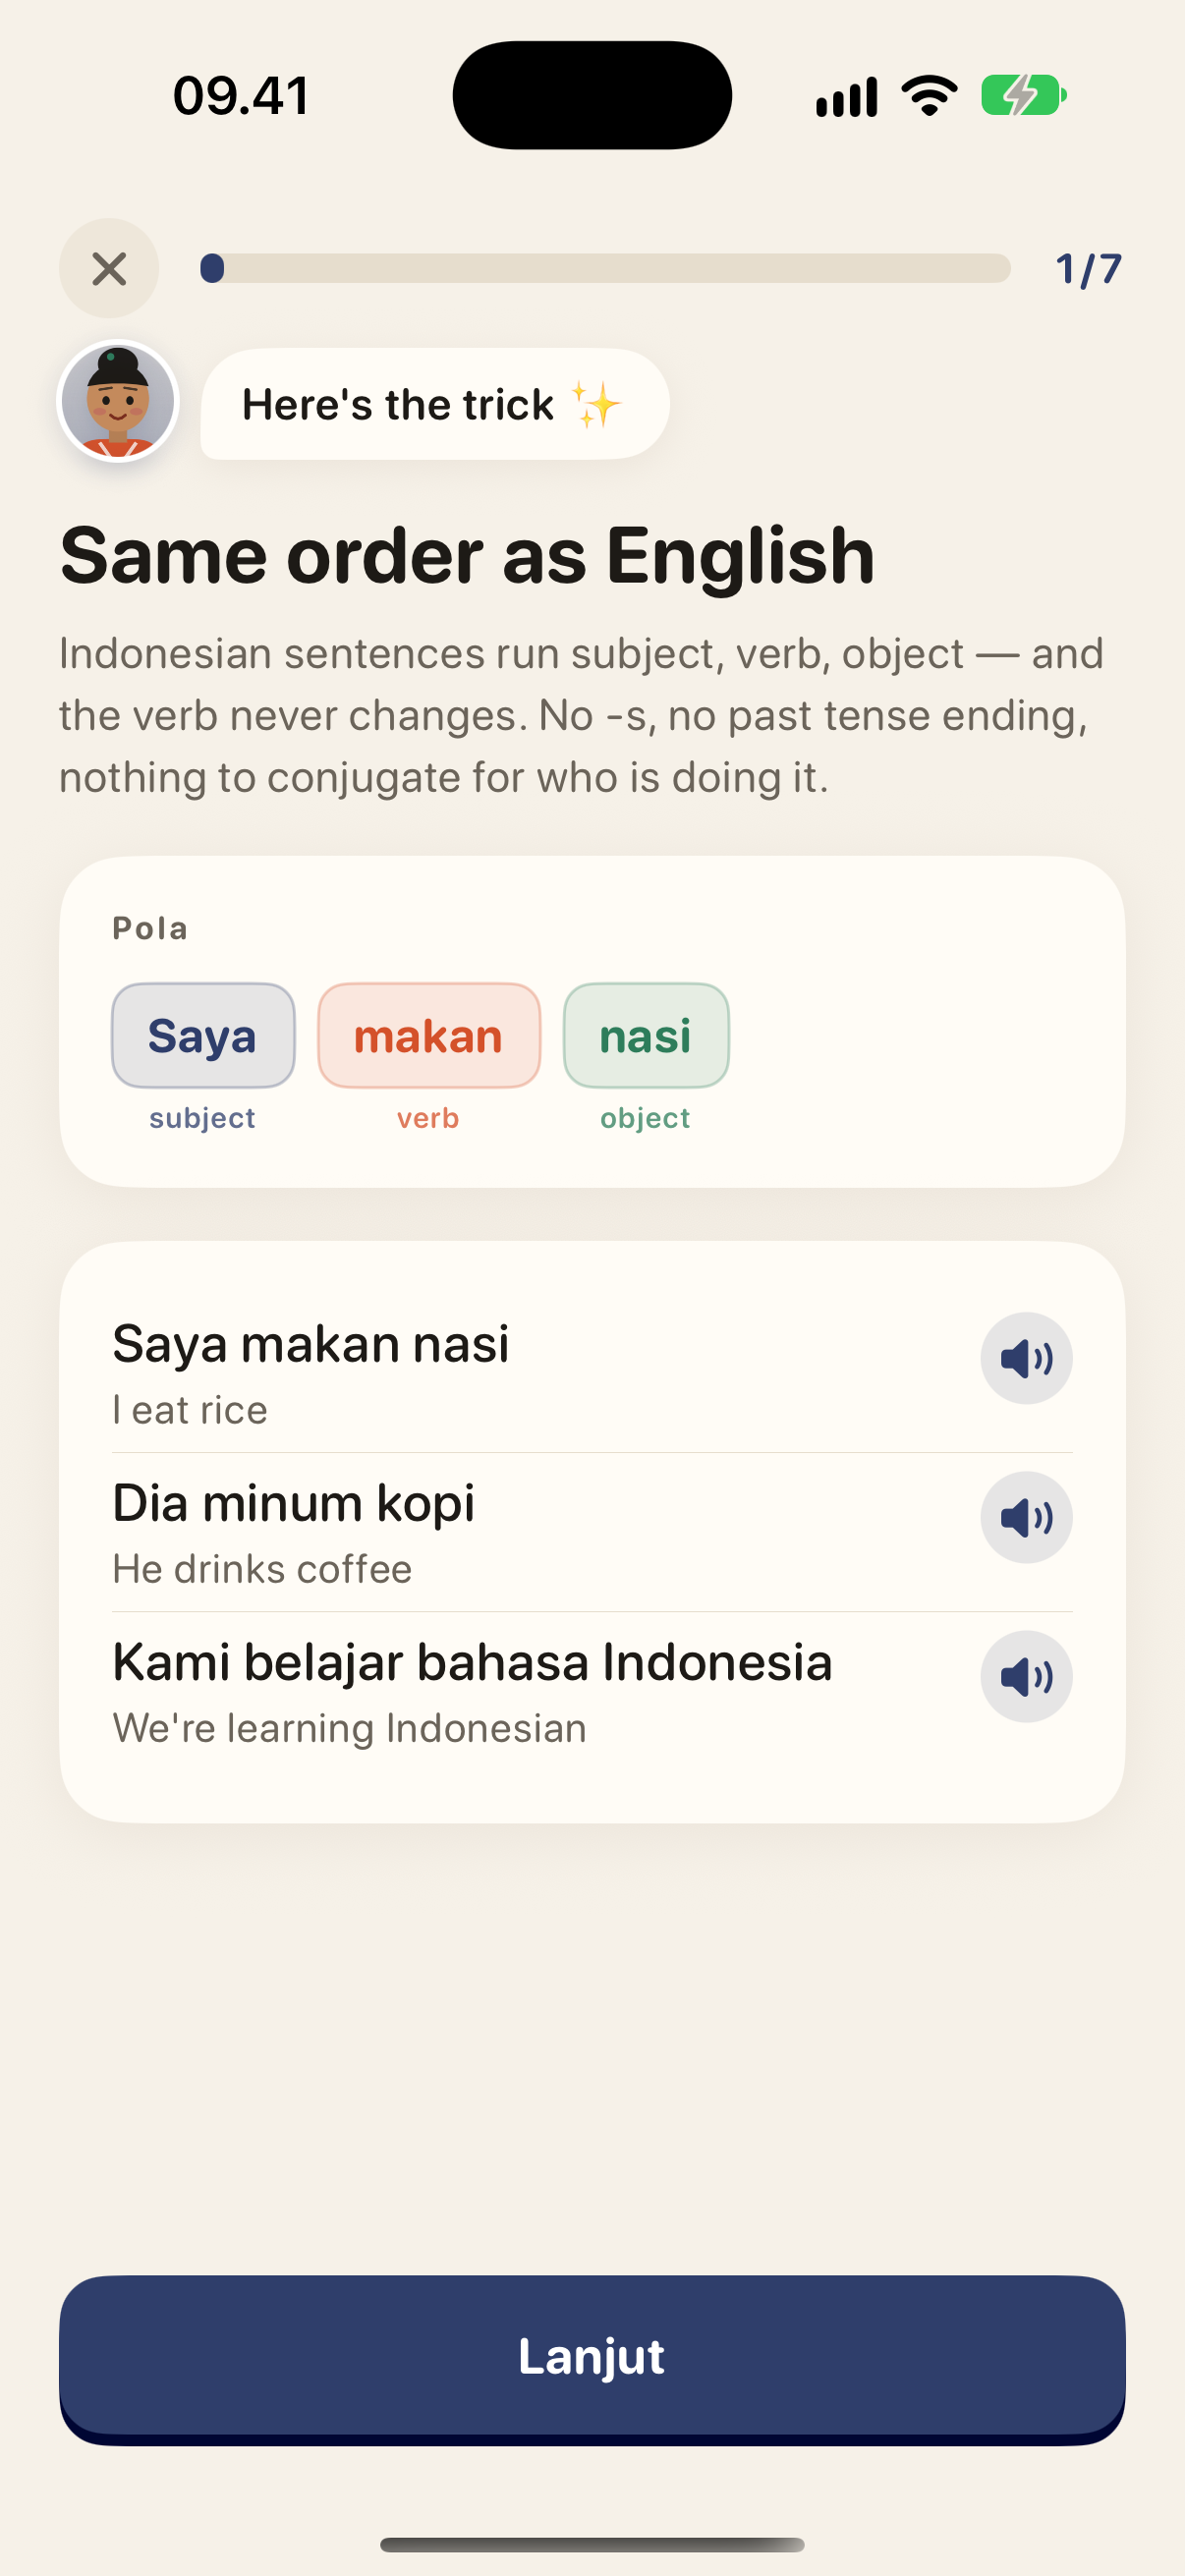 09.41
1/7
Here's the trick ✨
Same order as English
Indonesian sentences run subject, verb, object — and
the verb never changes. No -s, no past tense ending,
nothing to conjugate for who is doing it.
Pola
Saya makan nasi
subject verb object
Saya makan nasi
I eat rice
Dia minum kopi
He drinks coffee
Kami belajar bahasa Indonesia
We're learning Indonesian
Lanjut